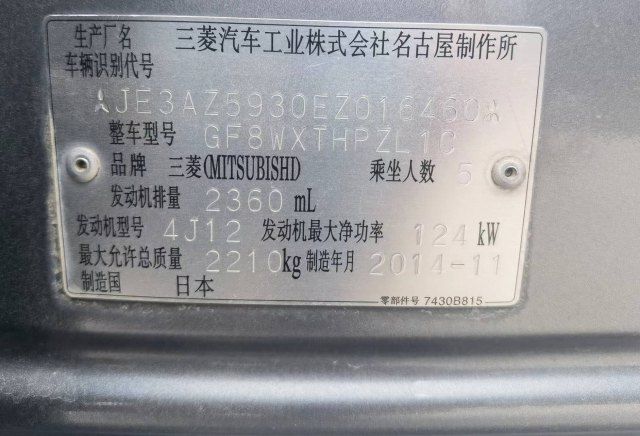 生产厂名 三菱汽车工业株式会社名古屋制作所
车辆识别代号
JE3AZ5930EZ016460
整车型号 GF8WXTHPZL1C
品牌 三菱(MITSUBISHI) 乘坐人数 5
发动机排量 2360 mL
发动机型号 4J12 发动机最大净功率 124 kW
最大允许总质量 2210kg 制造年月 2014-11
制造国 日本
零部件号 7430B815